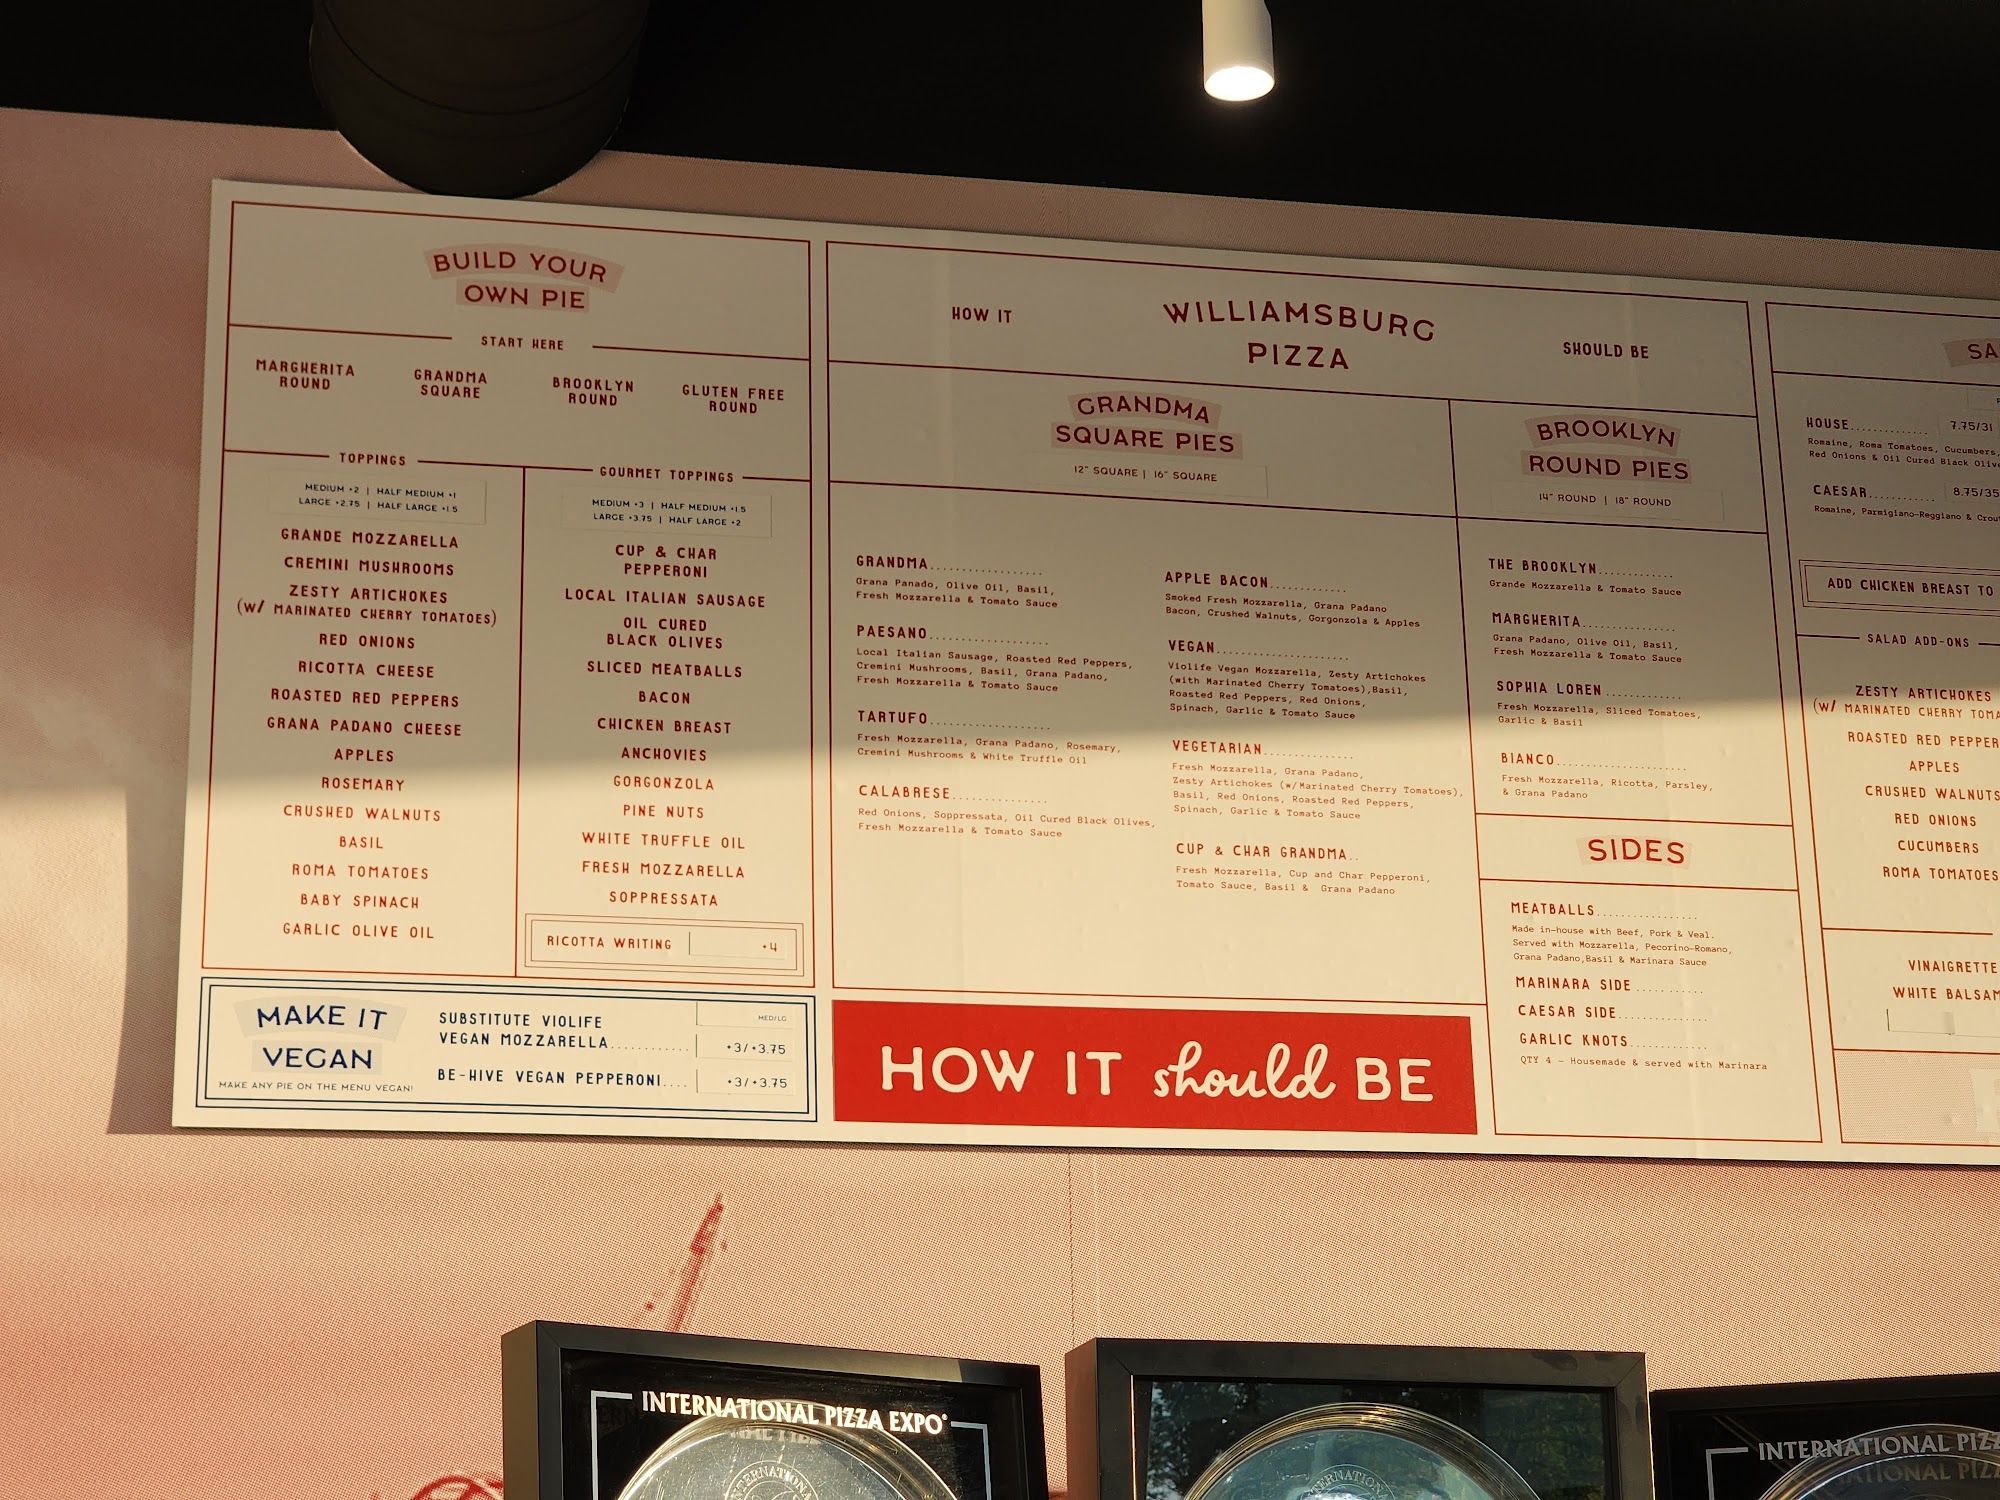 BUILD YOUR
OWN PIE
START HERE
MARGHERITA
ROUND
GRANDMA
SQUARE
BROOKLYN
ROUND
GLUTEN FREE
ROUND
TOPPINGS
MEDIUM +2 | HALF MEDIUM +1
LARGE +2.75 | HALF LARGE +1.5
GRANDE MOZZARELLA
CREMINI MUSHROOMS
ZESTY ARTICHOKES
(W/ MARINATED CHERRY TOMATOES)
RED ONIONS
RICOTTA CHEESE
ROASTED RED PEPPERS
GRANA PADANO CHEESE
APPLES
ROSEMARY
CRUSHED WALNUTS
BASIL
ROMA TOMATOES
BABY SPINACH
GARLIC OLIVE OIL
GOURMET TOPPINGS
MEDIUM +3 | HALF MEDIUM +1.5
LARGE +3.75 | HALF LARGE +2
CUP & CHAR
PEPPERONI
LOCAL ITALIAN SAUSAGE
OIL CURED
BLACK OLIVES
SLICED MEATBALLS
BACON
CHICKEN BREAST
ANCHOVIES
GORGONZOLA
PINE NUTS
WHITE TRUFFLE OIL
FRESH MOZZARELLA
SOPPRESSATA
RICOTTA WRITING +4
MAKE IT
VEGAN
MAKE ANY PIE ON THE MENU VEGAN!
MED/LG
SUBSTITUTE VIOLIFE
VEGAN MOZZARELLA........... +3/+3.75
BE-HIVE VEGAN PEPPERONI.... +3/+3.75
HOW IT
WILLIAMSBURG
PIZZA
SHOULD BE
GRANDMA
SQUARE PIES
12" SQUARE | 16" SQUARE
GRANDMA..................
Grana Panado, Olive Oil, Basil,
Fresh Mozzarella & Tomato Sauce
PAESANO...................
Local Italian Sausage, Roasted Red Peppers,
Cremini Mushrooms, Basil, Grana Padano,
Fresh Mozzarella & Tomato Sauce
TARTUFO...................
Fresh Mozzarella, Grana Padano, Rosemary,
Cremini Mushrooms & White Truffle Oil
CALABRESE...............
Red Onions, Soppressata, Oil Cured Black Olives,
Fresh Mozzarella & Tomato Sauce
APPLE BACON............
Smoked Fresh Mozzarella, Grana Padano
Bacon, Crushed Walnuts, Gorgonzola & Apples
VEGAN.....................
Violife Vegan Mozzarella, Zesty Artichokes
(with Marinated Cherry Tomatoes),Basil,
Roasted Red Peppers, Red Onions,
Spinach, Garlic & Tomato Sauce
VEGETARIAN..............
Fresh Mozzarella, Grana Padano,
Zesty Artichokes (w/Marinated Cherry Tomatoes),
Basil, Red Onions, Roasted Red Peppers,
Spinach, Garlic & Tomato Sauce
CUP & CHAR GRANDMA..
Fresh Mozzarella, Cup and Char Pepperoni,
Tomato Sauce, Basil & Grana Padano
HOW IT should BE
BROOKLYN
ROUND PIES
14" ROUND | 18" ROUND
THE BROOKLYN............
Grande Mozzarella & Tomato Sauce
MARGHERITA...............
Grana Padano, Olive Oil, Basil,
Fresh Mozzarella & Tomato Sauce
SOPHIA LOREN.............
Fresh Mozzarella, Sliced Tomatoes,
Garlic & Basil
BIANCO.....................
Fresh Mozzarella, Ricotta, Parsley,
& Grana Padano
SIDES
MEATBALLS.................
Made in-house with Beef, Pork & Veal.
Served with Mozzarella, Pecorino-Romano,
Grana Padano,Basil & Marinara Sauce
MARINARA SIDE............
CAESAR SIDE...............
GARLIC KNOTS.............
QTY 4 - Housemade & served with Marinara
SA
HOUSE............. 7.75/31
Romaine, Roma Tomatoes, Cucumbers,
Red Onions & Oil Cured Black Olive
CAESAR........... 8.75/35
Romaine, Parmigiano-Reggiano & Crou
ADD CHICKEN BREAST TO
SALAD ADD-ONS
ZESTY ARTICHOKES
(W/ MARINATED CHERRY TOMA
ROASTED RED PEPPER
APPLES
CRUSHED WALNUTS
RED ONIONS
CUCUMBERS
ROMA TOMATOES
VINAIGRETTE
WHITE BALSAM
INTERNATIONAL PIZZA EXPO
INTERNATIONAL PIZZ